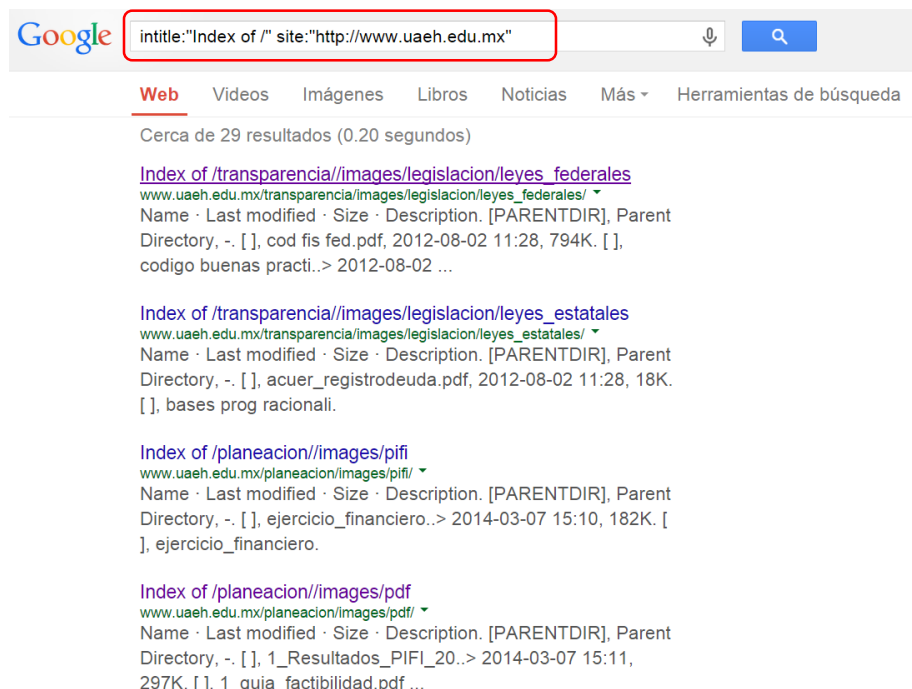 Google intitle:"Index of /" site:"http://www.uaeh.edu.mx"
Web Videos Imágenes Libros Noticias Más Herramientas de búsqueda
Cerca de 29 resultados (0.20 segundos)
Index of /transparencia//images/legislacion/leyes_federales
www.uaeh.edu.mx/transparencia/images/legislacion/leyes_federales/
Name · Last modified · Size · Description. [PARENTDIR], Parent
Directory, -. [ ], cod fis fed.pdf, 2012-08-02 11:28, 794K. [ ],
codigo buenas practi..> 2012-08-02 ...
Index of /transparencia//images/legislacion/leyes_estatales
www.uaeh.edu.mx/transparencia/images/legislacion/leyes_estatales/
Name · Last modified · Size · Description. [PARENTDIR], Parent
Directory, -. [ ], acuer_registrodeuda.pdf, 2012-08-02 11:28, 18K.
[ ], bases prog racionali.
Index of /planeacion//images/pifi
www.uaeh.edu.mx/planeacion/images/pifi/
Name · Last modified · Size · Description. [PARENTDIR], Parent
Directory, -. [ ], ejercicio_financiero..> 2014-03-07 15:10, 182K. [
], ejercicio_financiero.
Index of /planeacion//images/pdf
www.uaeh.edu.mx/planeacion/images/pdf/
Name · Last modified · Size · Description. [PARENTDIR], Parent
Directory, -. [ ], 1_Resultados_PIFI_20..> 2014-03-07 15:11,
297K. [ ], 1_guia_factibilidad.pdf ...